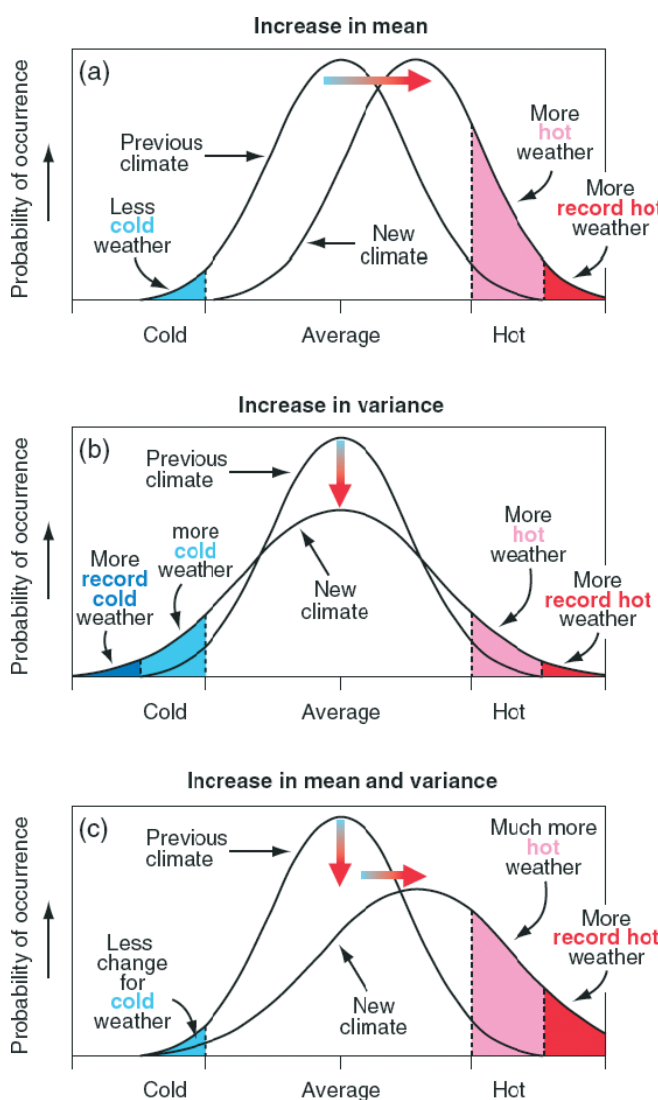 Increase in mean
(a)
Probability of occurrence
Previous
climate
Less
cold
weather
New
climate
More
hot
weather
More
record hot
weather
Cold
Average
Hot
Increase in variance
(b)
Probability of occurrence
Previous
climate
more
cold
weather
More
record
cold
weather
New
climate
More
hot
weather
More
record hot
weather
Cold
Average
Hot
Increase in mean and variance
(c)
Probability of occurrence
Previous
climate
Less
change
for
cold
weather
New
climate
Much more
hot
weather
More
record hot
weather
Cold
Average
Hot